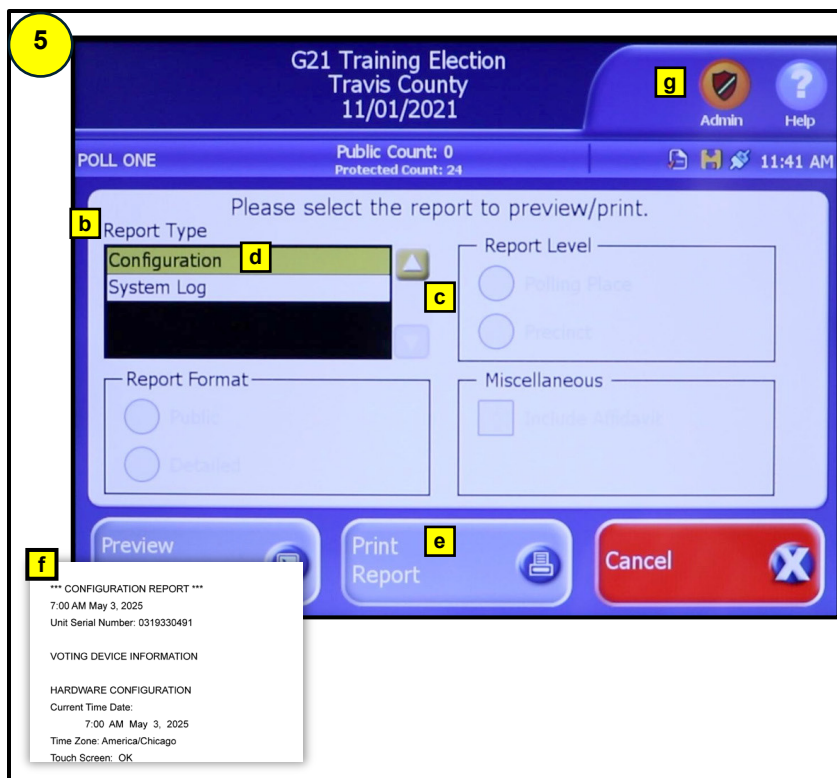 5
G21 Training Election
Travis County
11/01/2021
g
Admin
Help
POLL ONE
Public Count: 0
Protected Count: 24
11:41 AM
Please select the report to preview/print.
b
Report Type
Configuration
d
System Log
c
Report Level
Polling Place
Precinct
Report Format
Public
Detailed
Miscellaneous
Include Affidavit
Preview
Print
Report
e
Cancel
f
*** CONFIGURATION REPORT ***
7:00 AM May 3, 2025
Unit Serial Number: 0319330491
VOTING DEVICE INFORMATION
HARDWARE CONFIGURATION
Current Time Date:
7:00 AM May 3, 2025
Time Zone: America/Chicago
Touch Screen: OK